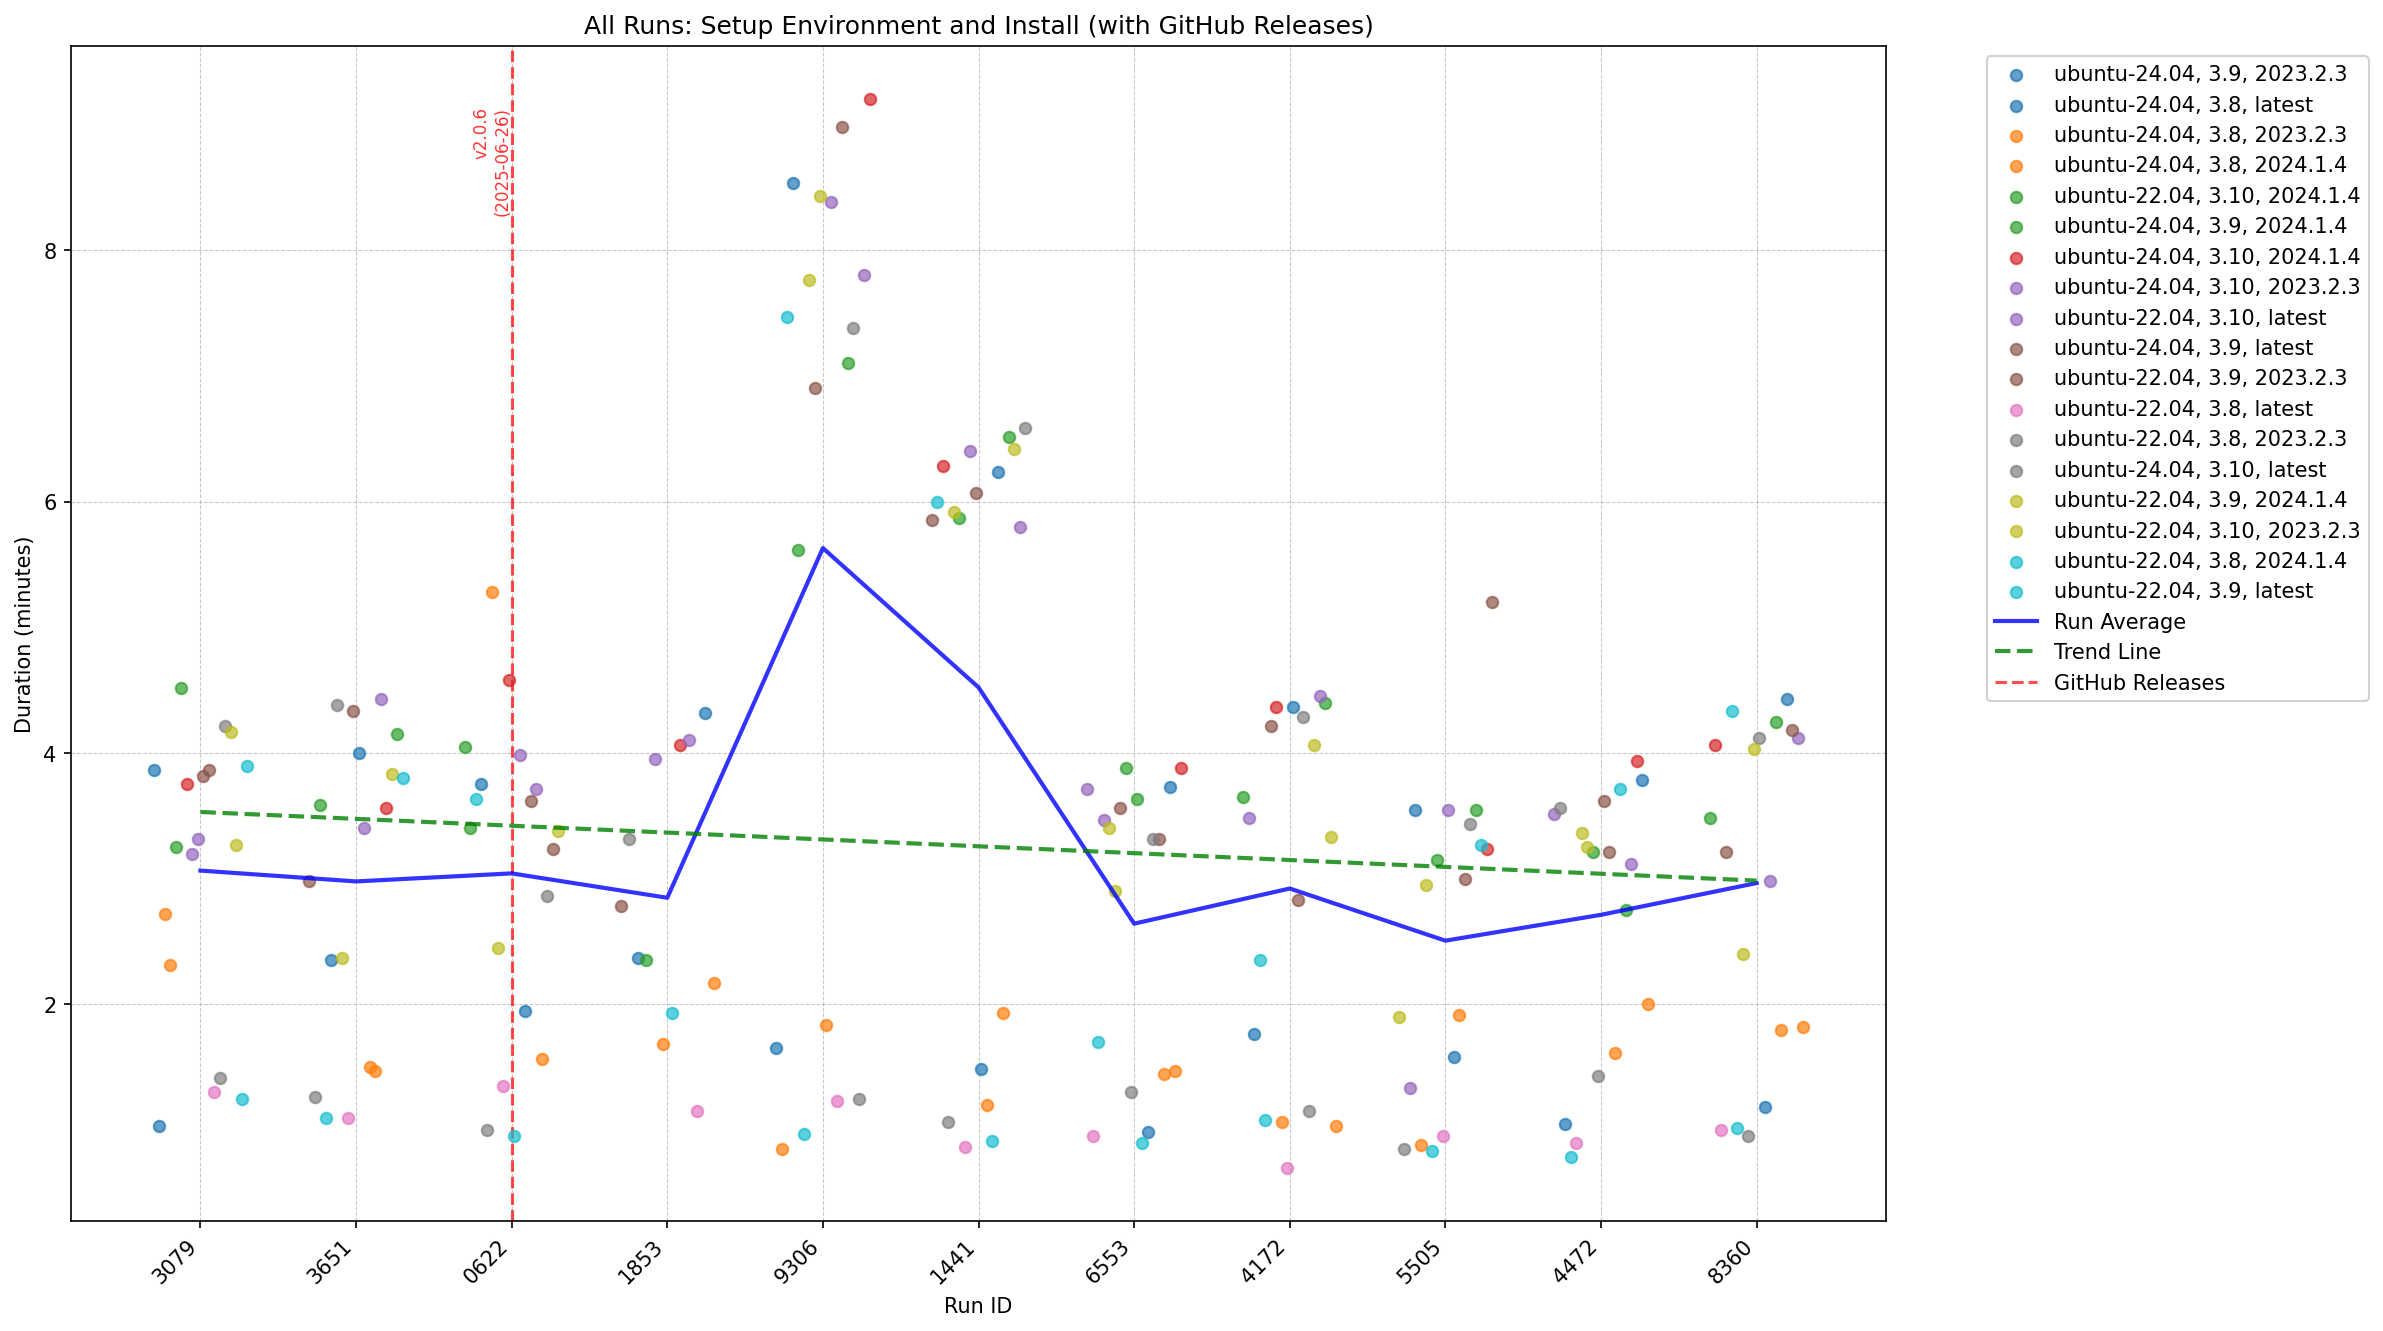 All Runs: Setup Environment and Install (with GitHub Releases)
v2.0.6
(2025-06-26)
8
6
4
2
Duration (minutes)
3079
3651
0622
1853
9306
1441
6553
4172
5505
4472
8360
Run ID
ubuntu-24.04, 3.9, 2023.2.3
ubuntu-24.04, 3.8, latest
ubuntu-24.04, 3.8, 2023.2.3
ubuntu-24.04, 3.8, 2024.1.4
ubuntu-22.04, 3.10, 2024.1.4
ubuntu-24.04, 3.9, 2024.1.4
ubuntu-24.04, 3.10, 2024.1.4
ubuntu-24.04, 3.10, 2023.2.3
ubuntu-22.04, 3.10, latest
ubuntu-24.04, 3.9, latest
ubuntu-22.04, 3.9, 2023.2.3
ubuntu-22.04, 3.8, latest
ubuntu-22.04, 3.8, 2023.2.3
ubuntu-24.04, 3.10, latest
ubuntu-22.04, 3.9, 2024.1.4
ubuntu-22.04, 3.10, 2023.2.3
ubuntu-22.04, 3.8, 2024.1.4
ubuntu-22.04, 3.9, latest
Run Average
Trend Line
GitHub Releases